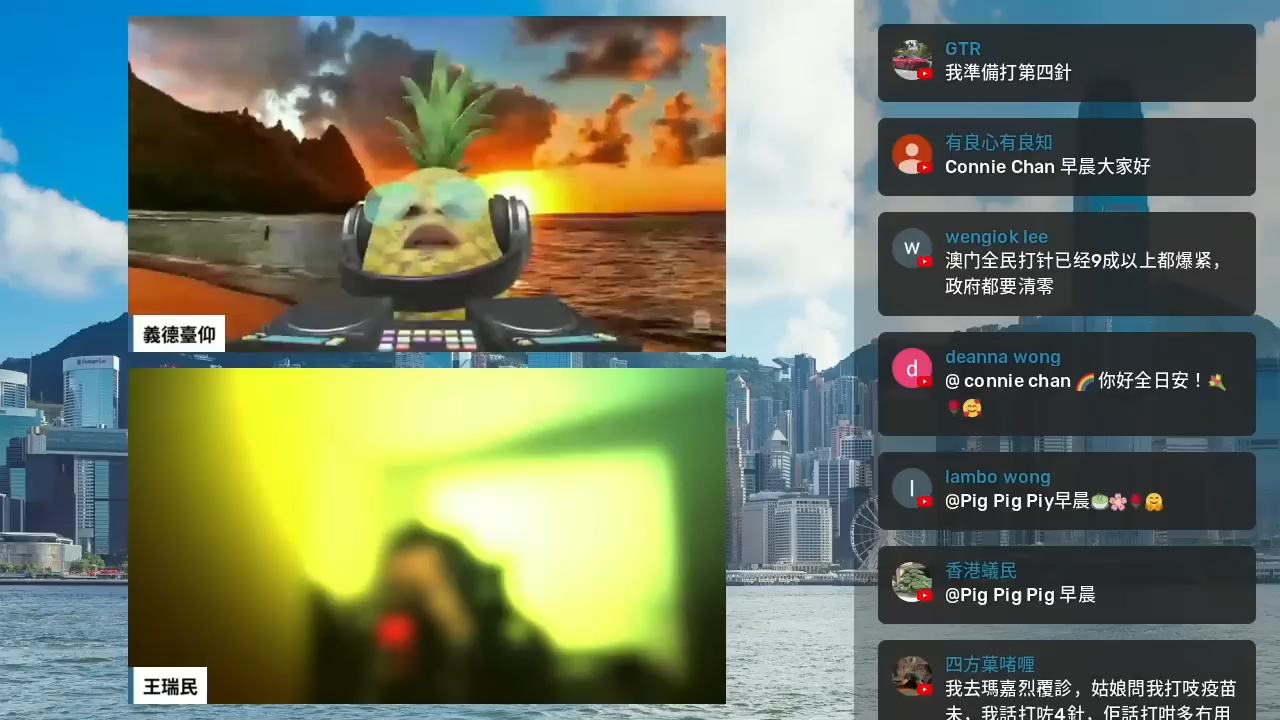 義德臺仰
王瑞民
GTR
我準備打第四針
有良心有良知
Connie Chan 早晨大家好
wengiok lee
澳门全民打针已经9成以上都爆紧，
政府都要清零
deanna wong
@ connie chan 🌈你好全日安！💐
🌹🥰
lambo wong
@Pig Pig Piy早晨🍵🌸🌹🤗
香港蟻民
@Pig Pig Pig 早晨
四方菓啫喱
我去瑪嘉烈覆診，姑娘問我打吱疫苗
未，我話打咗4針，佢話打咁多冇用